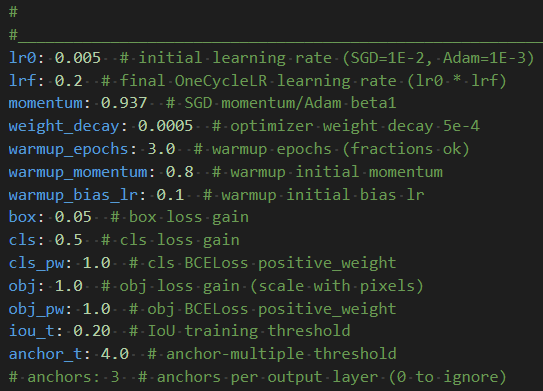 #
#
lr0: 0.005  # initial learning rate (SGD=1E-2, Adam=1E-3)
lrf: 0.2  # final OneCycleLR learning rate (lr0 * lrf)
momentum: 0.937  # SGD momentum/Adam beta1
weight_decay: 0.0005  # optimizer weight decay 5e-4
warmup_epochs: 3.0  # warmup epochs (fractions ok)
warmup_momentum: 0.8  # warmup initial momentum
warmup_bias_lr: 0.1  # warmup initial bias lr
box: 0.05  # box loss gain
cls: 0.5  # cls loss gain
cls_pw: 1.0  # cls BCELoss positive_weight
obj: 1.0  # obj loss gain (scale with pixels)
obj_pw: 1.0  # obj BCELoss positive_weight
iou_t: 0.20  # IoU training threshold
anchor_t: 4.0  # anchor-multiple threshold
# anchors: 3  # anchors per output layer (0 to ignore)